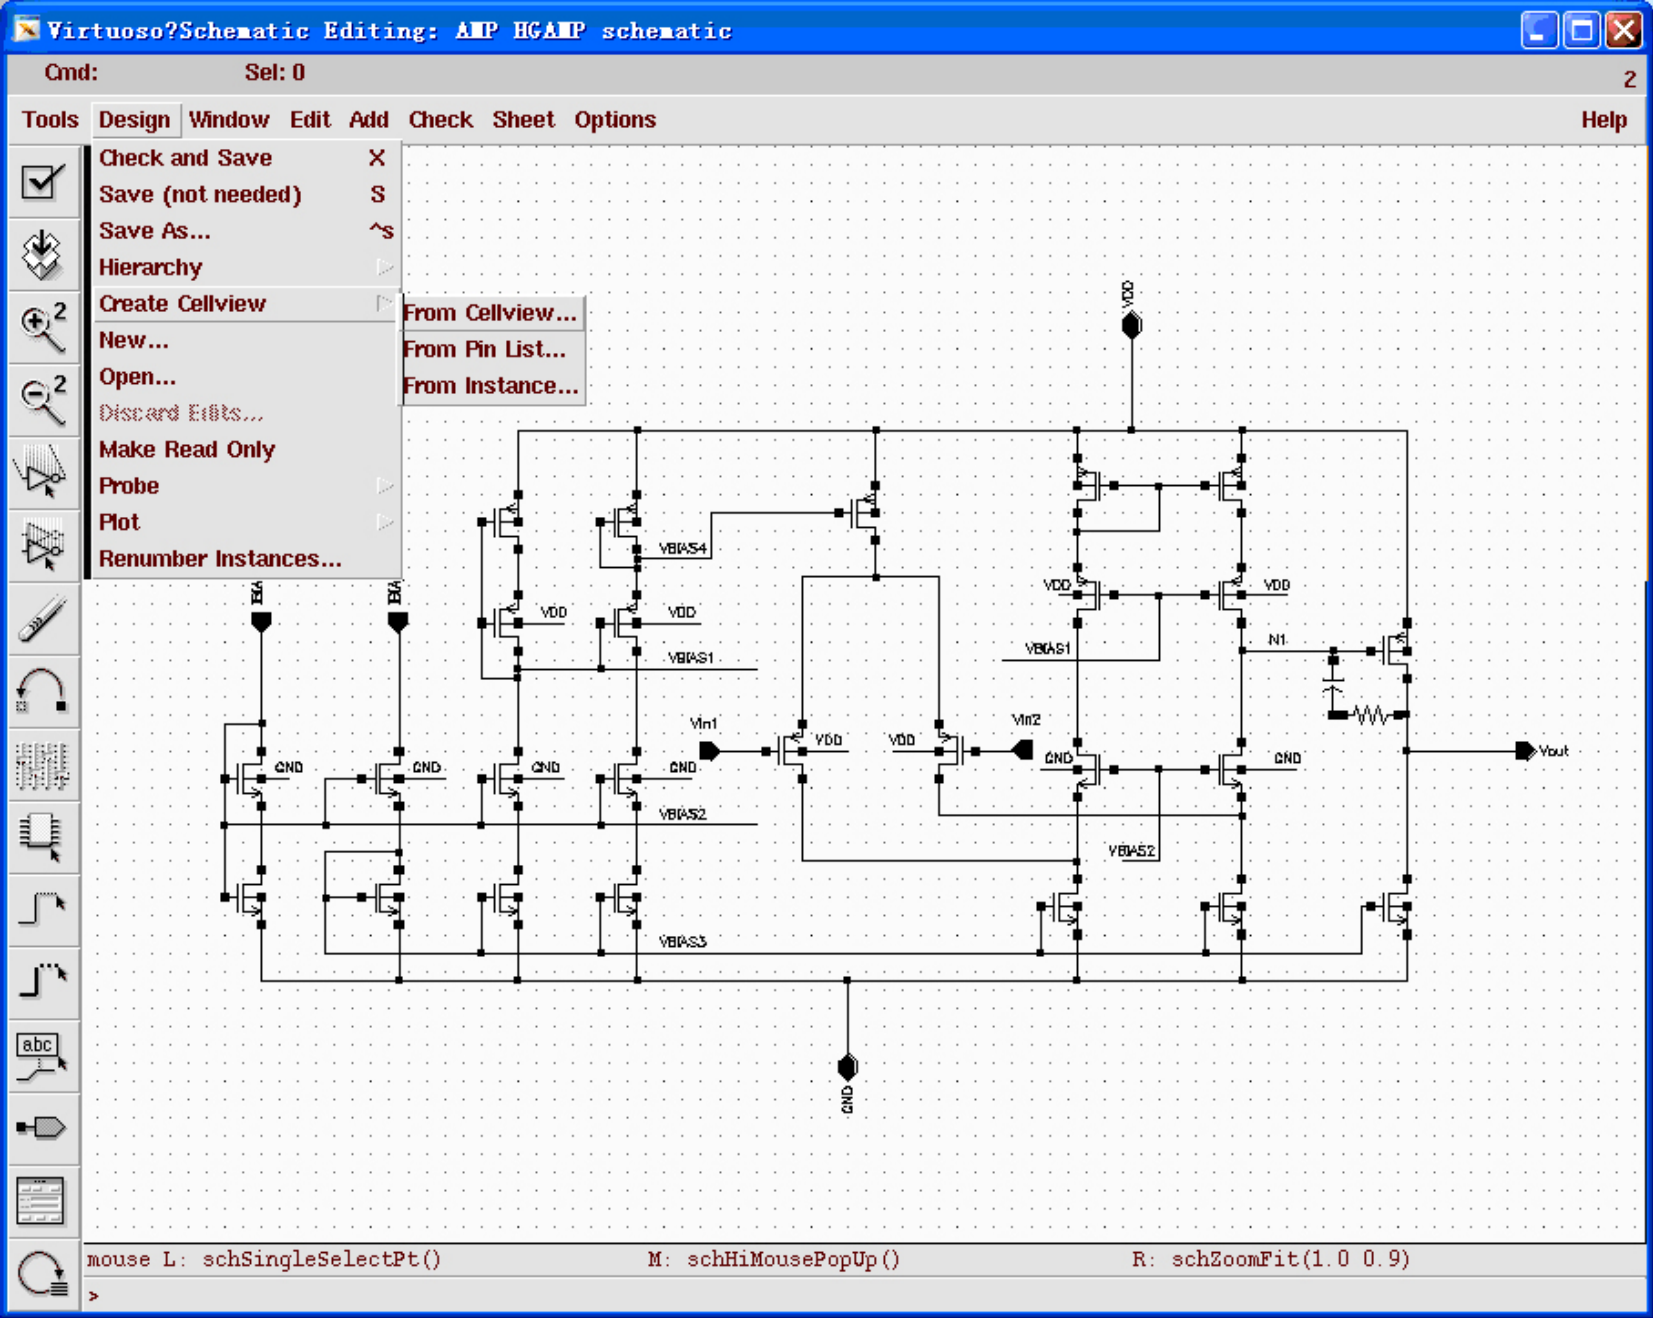 Virtuoso?Schematic Editing: AMP HGAMP schematic
Cmd: Sel: 0 2
Tools Design Window Edit Add Check Sheet Options Help
Check and Save X
Save (not needed) S
Save As... ^s
Hierarchy
Create Cellview
From Cellview...
From Pin List...
From Instance...
New...
Open...
Discard Edits...
Make Read Only
Probe
Plot
Renumber Instances...
2
2
abc
VDD
VBIAS4
VDD
VDD
VDD
VDD
VBIAS1
VBIAS1
N1
Vin1
Vin2
VDD
VDD
Vout
GND
GND
GND
GND
GND
GND
VBIAS2
VBIAS2
VBIAS3
GND
mouse L: schSingleSelectPt() M: schHiMousePopUp() R: schZoomFit(1.0 0.9)
>